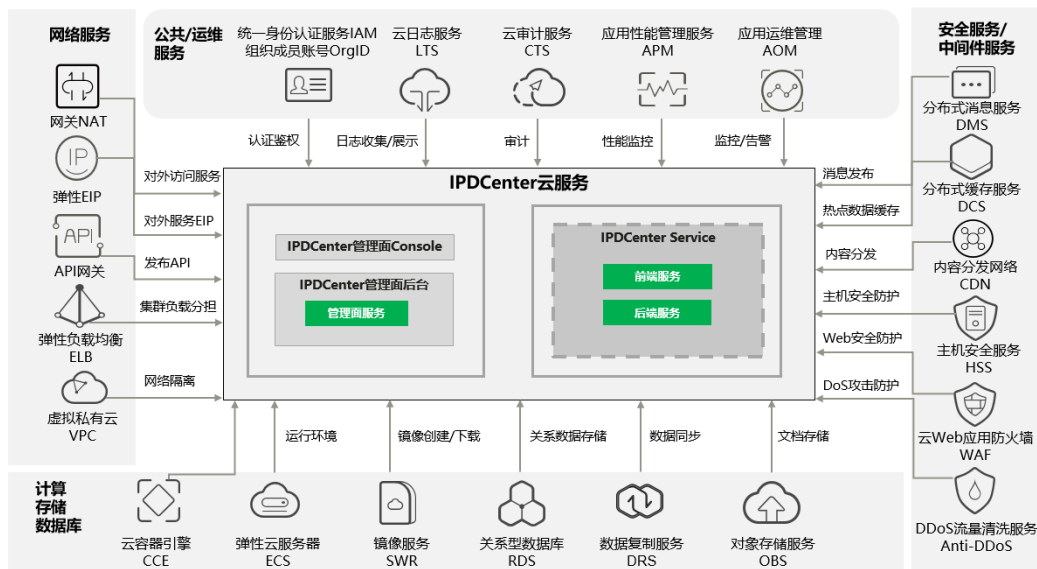 网络服务
网关NAT
弹性EIP
API
API网关
弹性负载均衡
ELB
虚拟私有云
VPC
公共/运维
服务
统一身份认证服务IAM
组织成员账号OrgID
云日志服务
LTS
云审计服务
CTS
应用性能管理服务
APM
应用运维管理
AOM
认证鉴权
日志收集/展示
审计
性能监控
监控/告警
安全服务/
中间件服务
分布式消息服务
DMS
分布式缓存服务
DCS
内容分发网络
CDN
主机安全服务
HSS
云Web应用防火墙
WAF
DDoS流量清洗服务
Anti-DDoS
对外访问服务
对外服务EIP
发布API
集群负载分担
网络隔离
IPDCenter云服务
IPDCenter管理面Console
IPDCenter管理面后台
管理面服务
IPDCenter Service
前端服务
后端服务
消息发布
热点数据缓存
内容分发
主机安全防护
Web安全防护
DoS攻击防护
运行环境
镜像创建/下载
关系数据存储
数据同步
文档存储
计算
存储
数据库
云容器引擎
CCE
弹性云服务器
ECS
镜像服务
SWR
关系型数据库
RDS
数据复制服务
DRS
对象存储服务
OBS
IP